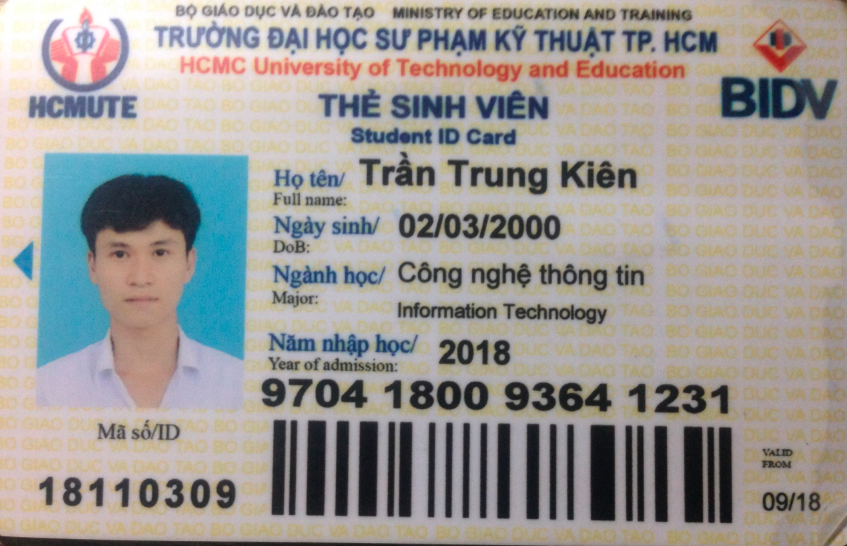 BỘ GIÁO DỤC VÀ ĐÀO TẠO MINISTRY OF EDUCATION AND TRAINING
TRƯỜNG ĐẠI HỌC SƯ PHẠM KỸ THUẬT TP. HCM
HCMC University of Technology and Education
HCMUTE
BIDV
THẺ SINH VIÊN
Student ID Card
Họ tên/ Trần Trung Kiên
Full name:
Ngày sinh/ 02/03/2000
DoB:
Ngành học/ Công nghệ thông tin
Major: Information Technology
Năm nhập học/ 2018
Year of admission:
9704 1800 9364 1231
Mã số/ID
18110309
VALID
FROM
09/18